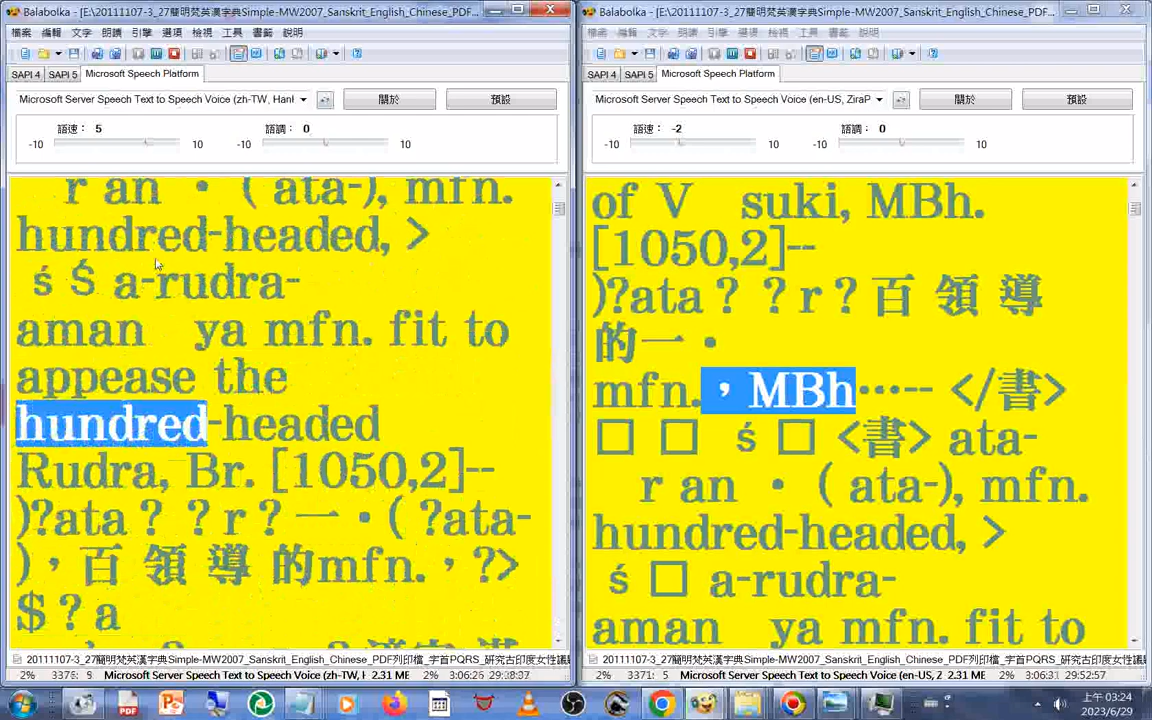 Balabolka - [E:\20111107-3_27簡明梵英漢字典Simple-MW2007_Sanskrit_English_Chinese_PDF...
檔案 編輯 文字 朗讀 引擎 選項 檢視 工具 書籤 說明
SAPI 4 SAPI 5 Microsoft Speech Platform
Microsoft Server Speech Text to Speech Voice (zh-TW, Hanl
關於 預設
語速: 5 語調: 0
-10 10 -10 10
r an ・ ( ata-), mfn.
hundred-headed, >
ś Ś a-rudra-
aman ya mfn. fit to
appease the
hundred-headed
Rudra, Br. [1050,2]--
)?ata ? ? r ? 一・( ?ata-
),百 領 導 的mfn.,?>
$ ? a
20111107-3_27簡明梵英漢字典Simple-MW2007_Sanskrit_English_Chinese_PDF列印檔_字首PQRS_研究古印度女性議
2% 3376: 9 Microsoft Server Speech Text to Speech Voice (zh-TW, H 2.31 ME 2% 3:06:26
Balabolka - [E:\20111107-3_27簡明梵英漢字典Simple-MW2007_Sanskrit_English_Chinese_PDF...
檔案 編輯 文字 朗讀 引擎 選項 檢視 工具 書籤 說明
SAPI 4 SAPI 5 Microsoft Speech Platform
Microsoft Server Speech Text to Speech Voice (en-US, ZiraP
關於 預設
語速: -2 語調: 0
-10 10 -10 10
of V suki, MBh.
[1050,2]--
)?ata ? ? r ? 百 領 導
的一・
mfn.,MBh…-- </書>
□ □ ś □ <書> ata-
r an ・ ( ata-), mfn.
hundred-headed, >
ś □ a-rudra-
aman ya mfn. fit to
20111107-3_27簡明梵英漢字典Simple-MW2007_Sanskrit_English_Chinese_PDF列印檔_字首PQRS_研究古印度女性議
2% 3371: 5 Microsoft Server Speech Text to Speech Voice (en-US, Z 2.31 ME 2% 3:06:31 29:52:57
PDF
上午 03:24
2023/6/29